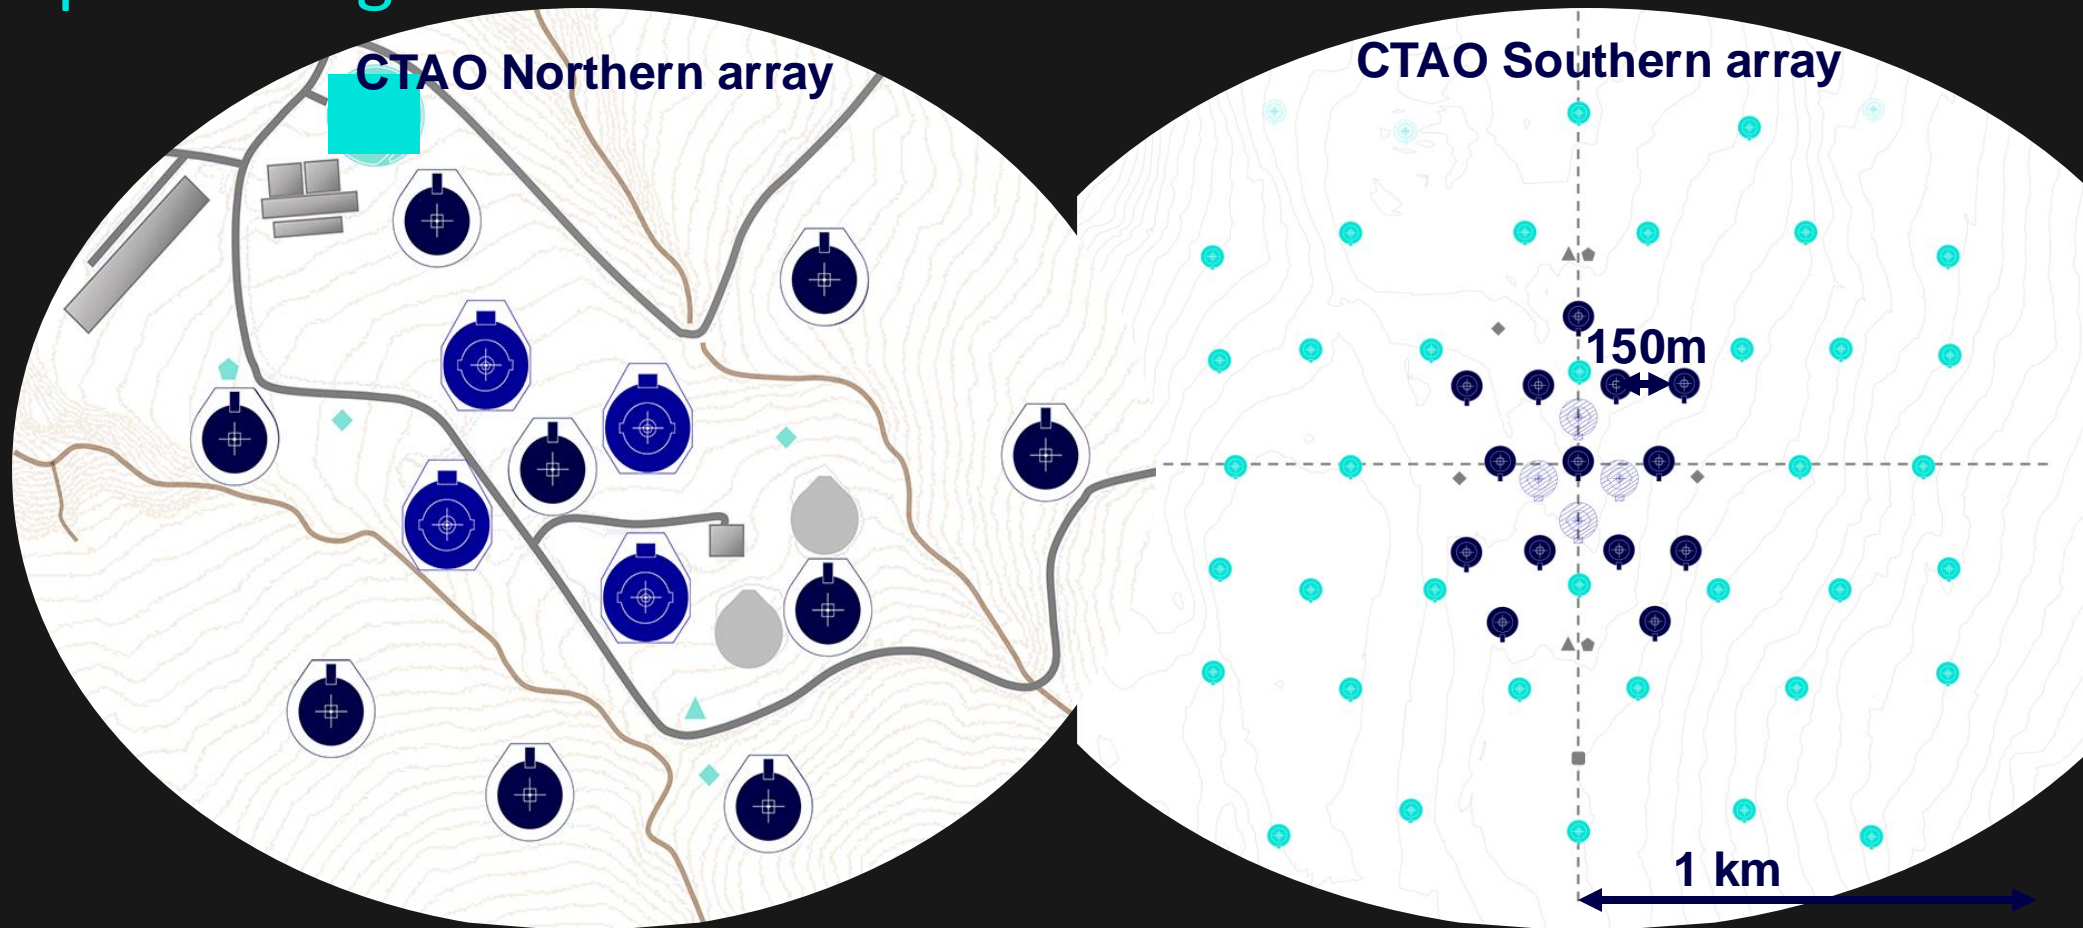 CTAO Northern array
CTAO Southern array
150m
1 km